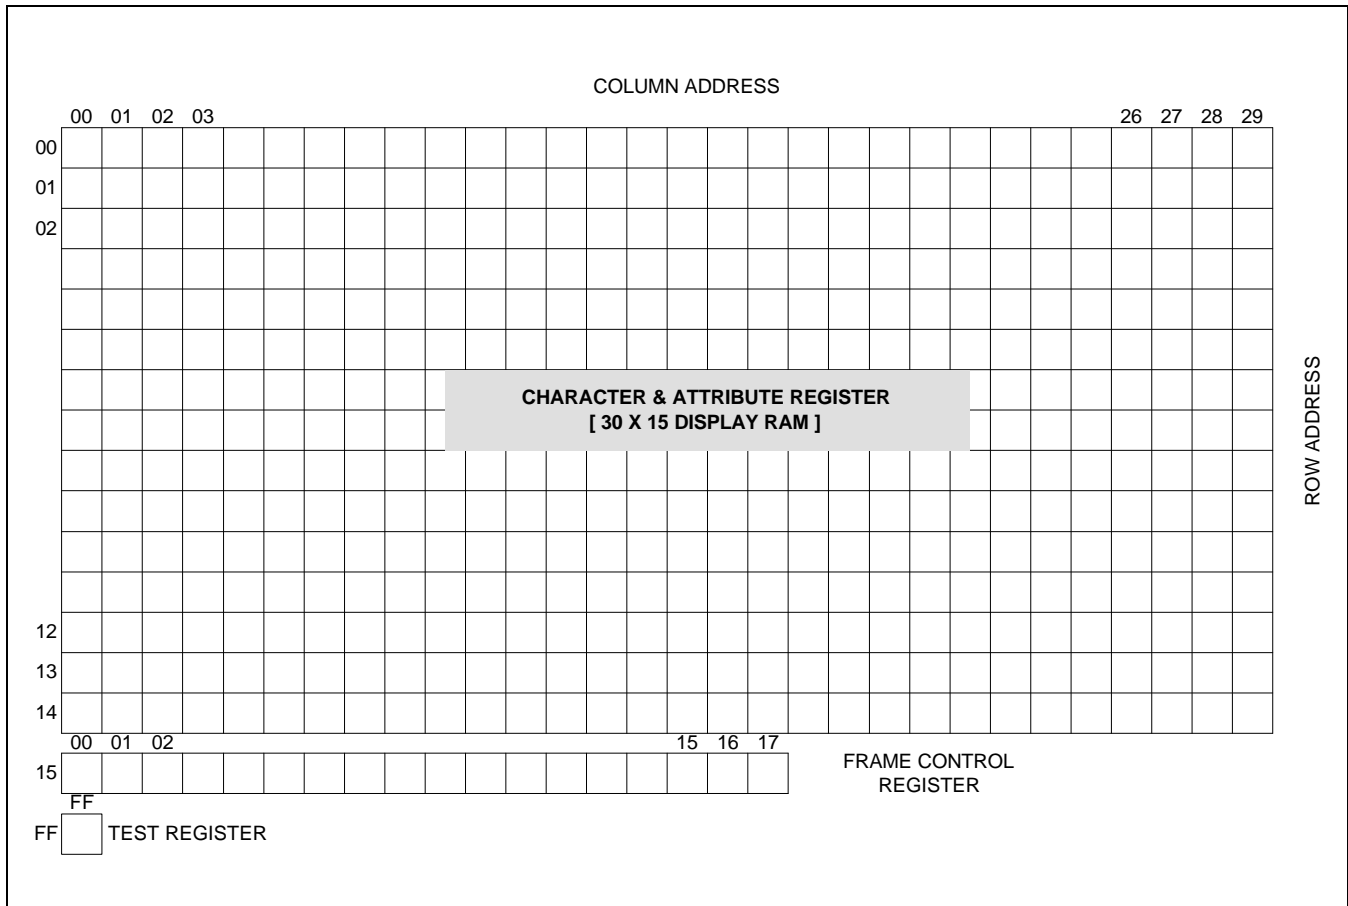 COLUMN ADDRESS
00 01 02 03 26 27 28 29
00
01
02
CHARACTER & ATTRIBUTE REGISTER
[ 30 X 15 DISPLAY RAM ]
ROW ADDRESS
12
13
14
00 01 02 15 16 17
15
FRAME CONTROL
REGISTER
FF
FF TEST REGISTER